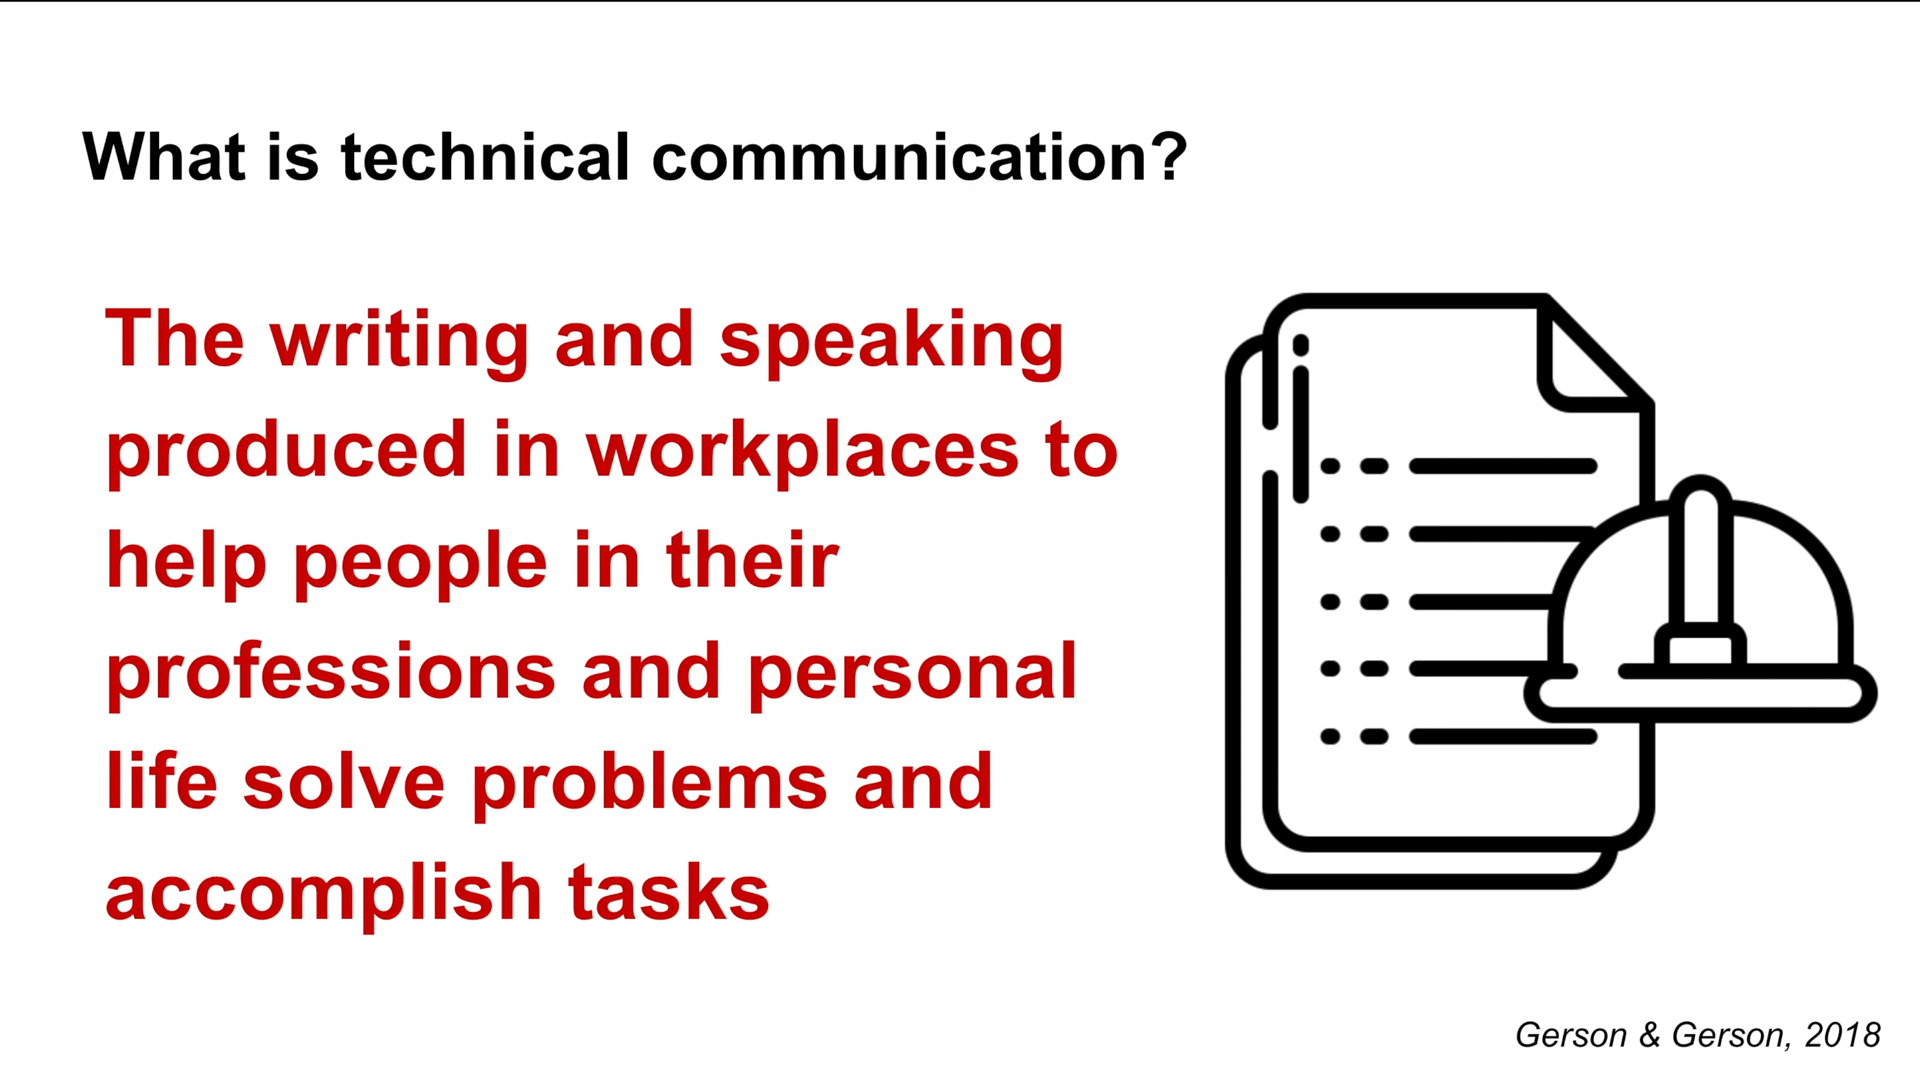 What is technical communication?
The writing and speaking
produced in workplaces to
help people in their
professions and personal
life solve problems and
accomplish tasks
Gerson & Gerson, 2018